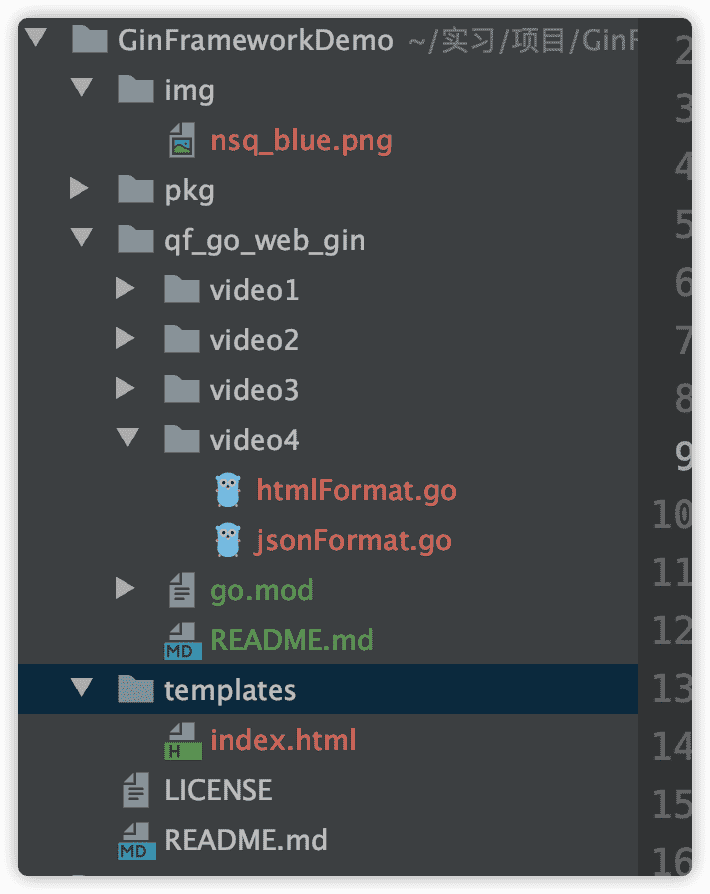 GinFrameworkDemo ~/实习/项目/GinF
2
img
3
nsq_blue.png
4
pkg
5
qf_go_web_gin
6
video1
7
video2
8
video3
9
video4
10
htmlFormat.go
11
jsonFormat.go
12
go.mod
MD README.md
13
templates
14
H index.html
15
LICENSE
16
MD README.md